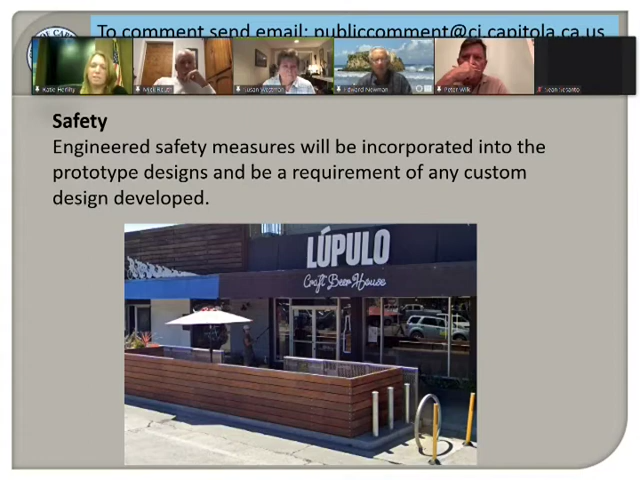 To comment send email: publiccomment@ci.capitola.ca.us
Katie Herlihy
Mick Routh
Susan Westman
Edward Newman
Peter Wilk
Safety
Engineered safety measures will be incorporated into the
prototype designs and be a requirement of any custom
design developed.
LÚPULO
Craft Beer House